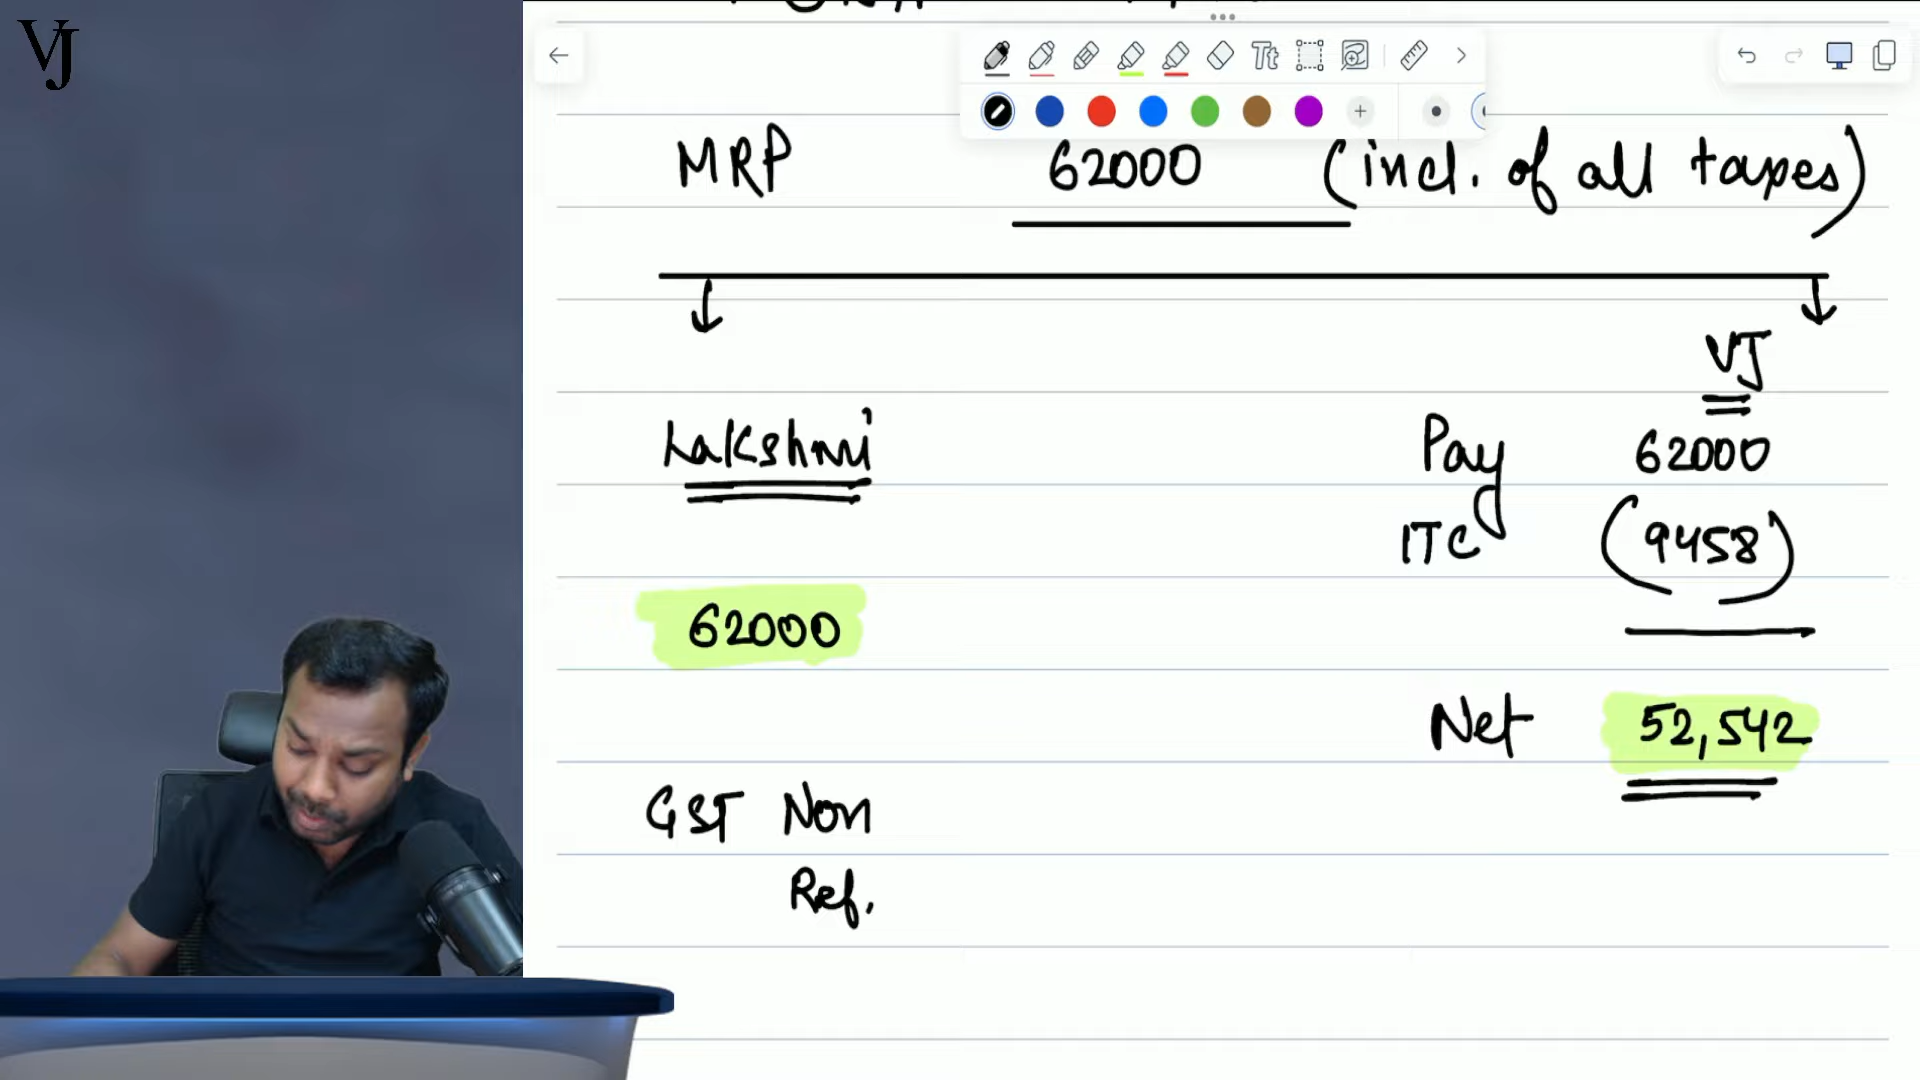 VJ
Tt
MRP 62000 (incl. of all taxes)
VJ
Lakshmi
Pay 62000
ITC (9458)
62000
Net 52,542
GST Non
Ref.